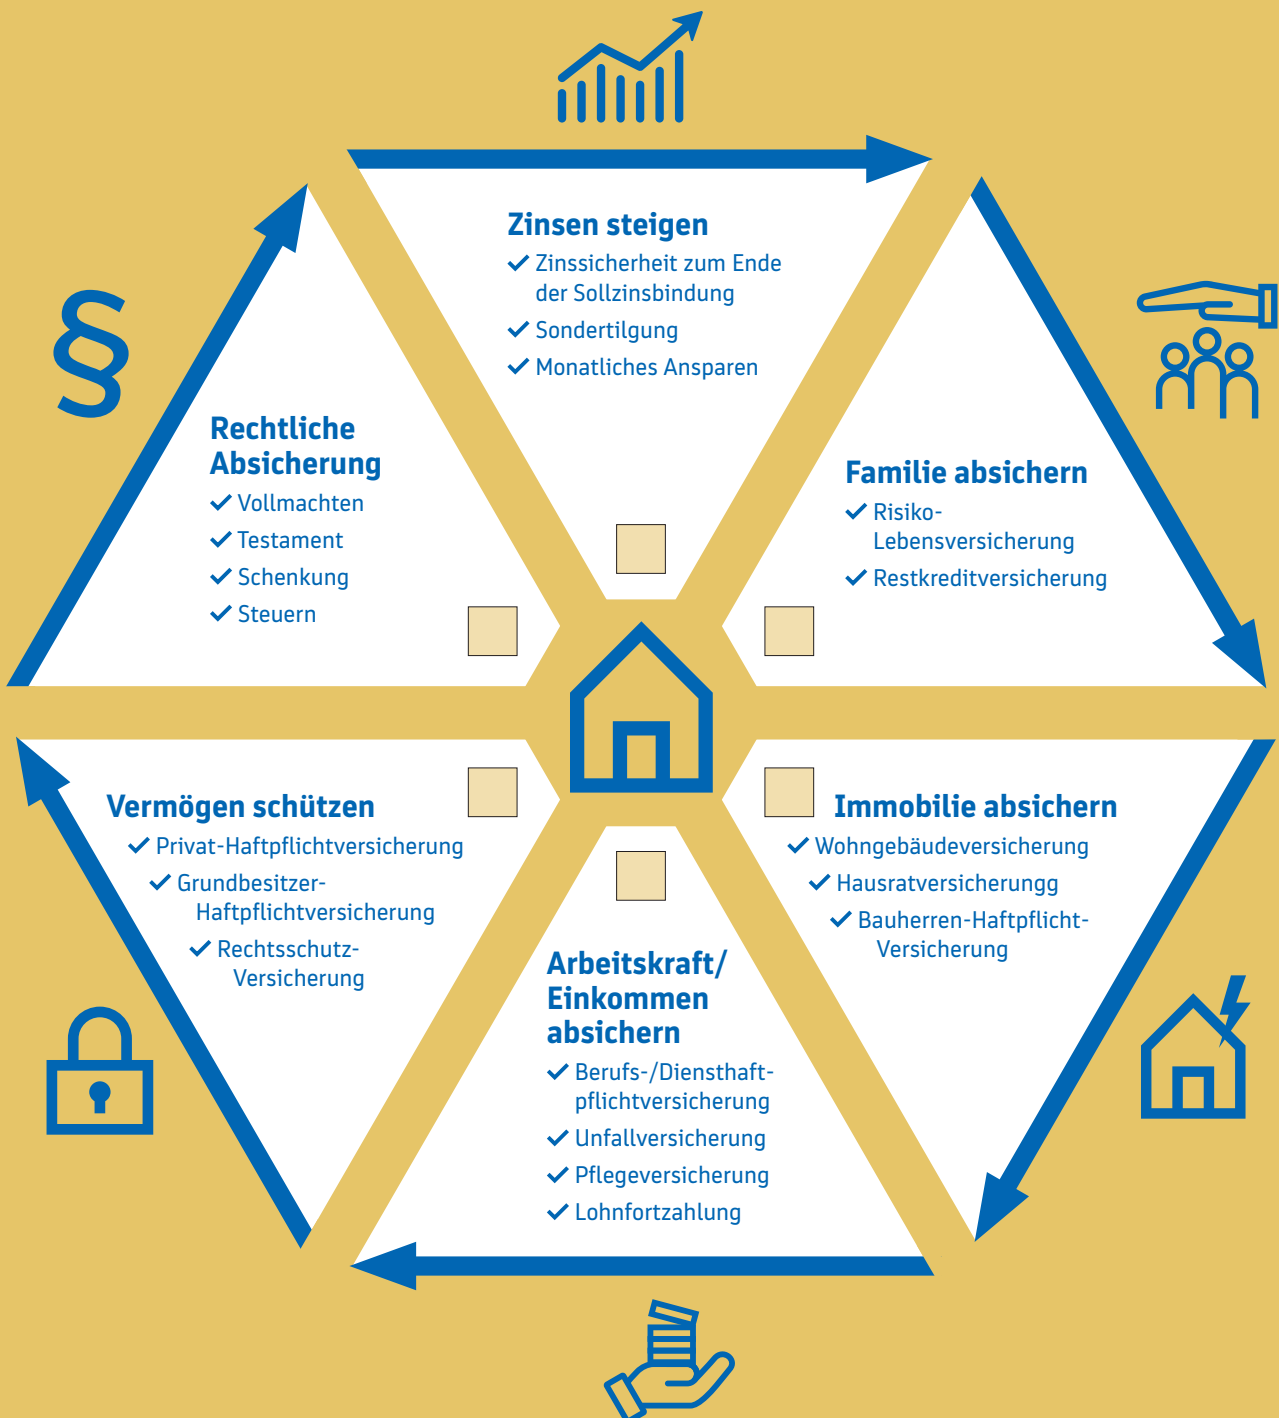 Zinsen steigen
Zinssicherheit zum Ende
der Sollzinsbindung
Sondertilgung
Monatliches Ansparen
Familie absichern
Risiko-
Lebensversicherung
Restkreditversicherung
Immobilie absichern
Wohngebäudeversicherung
Hausratversicherungg
Bauherren-Haftpflicht-
Versicherung
Arbeitskraft/
Einkommen
absichern
Berufs-/Diensthaft-
pflichtversicherung
Unfallversicherung
Pflegeversicherung
Lohnfortzahlung
Vermögen schützen
Privat-Haftpflichtversicherung
Grundbesitzer-
Haftpflichtversicherung
Rechtsschutz-
Versicherung
Rechtliche
Absicherung
Vollmachten
Testament
Schenkung
Steuern
§